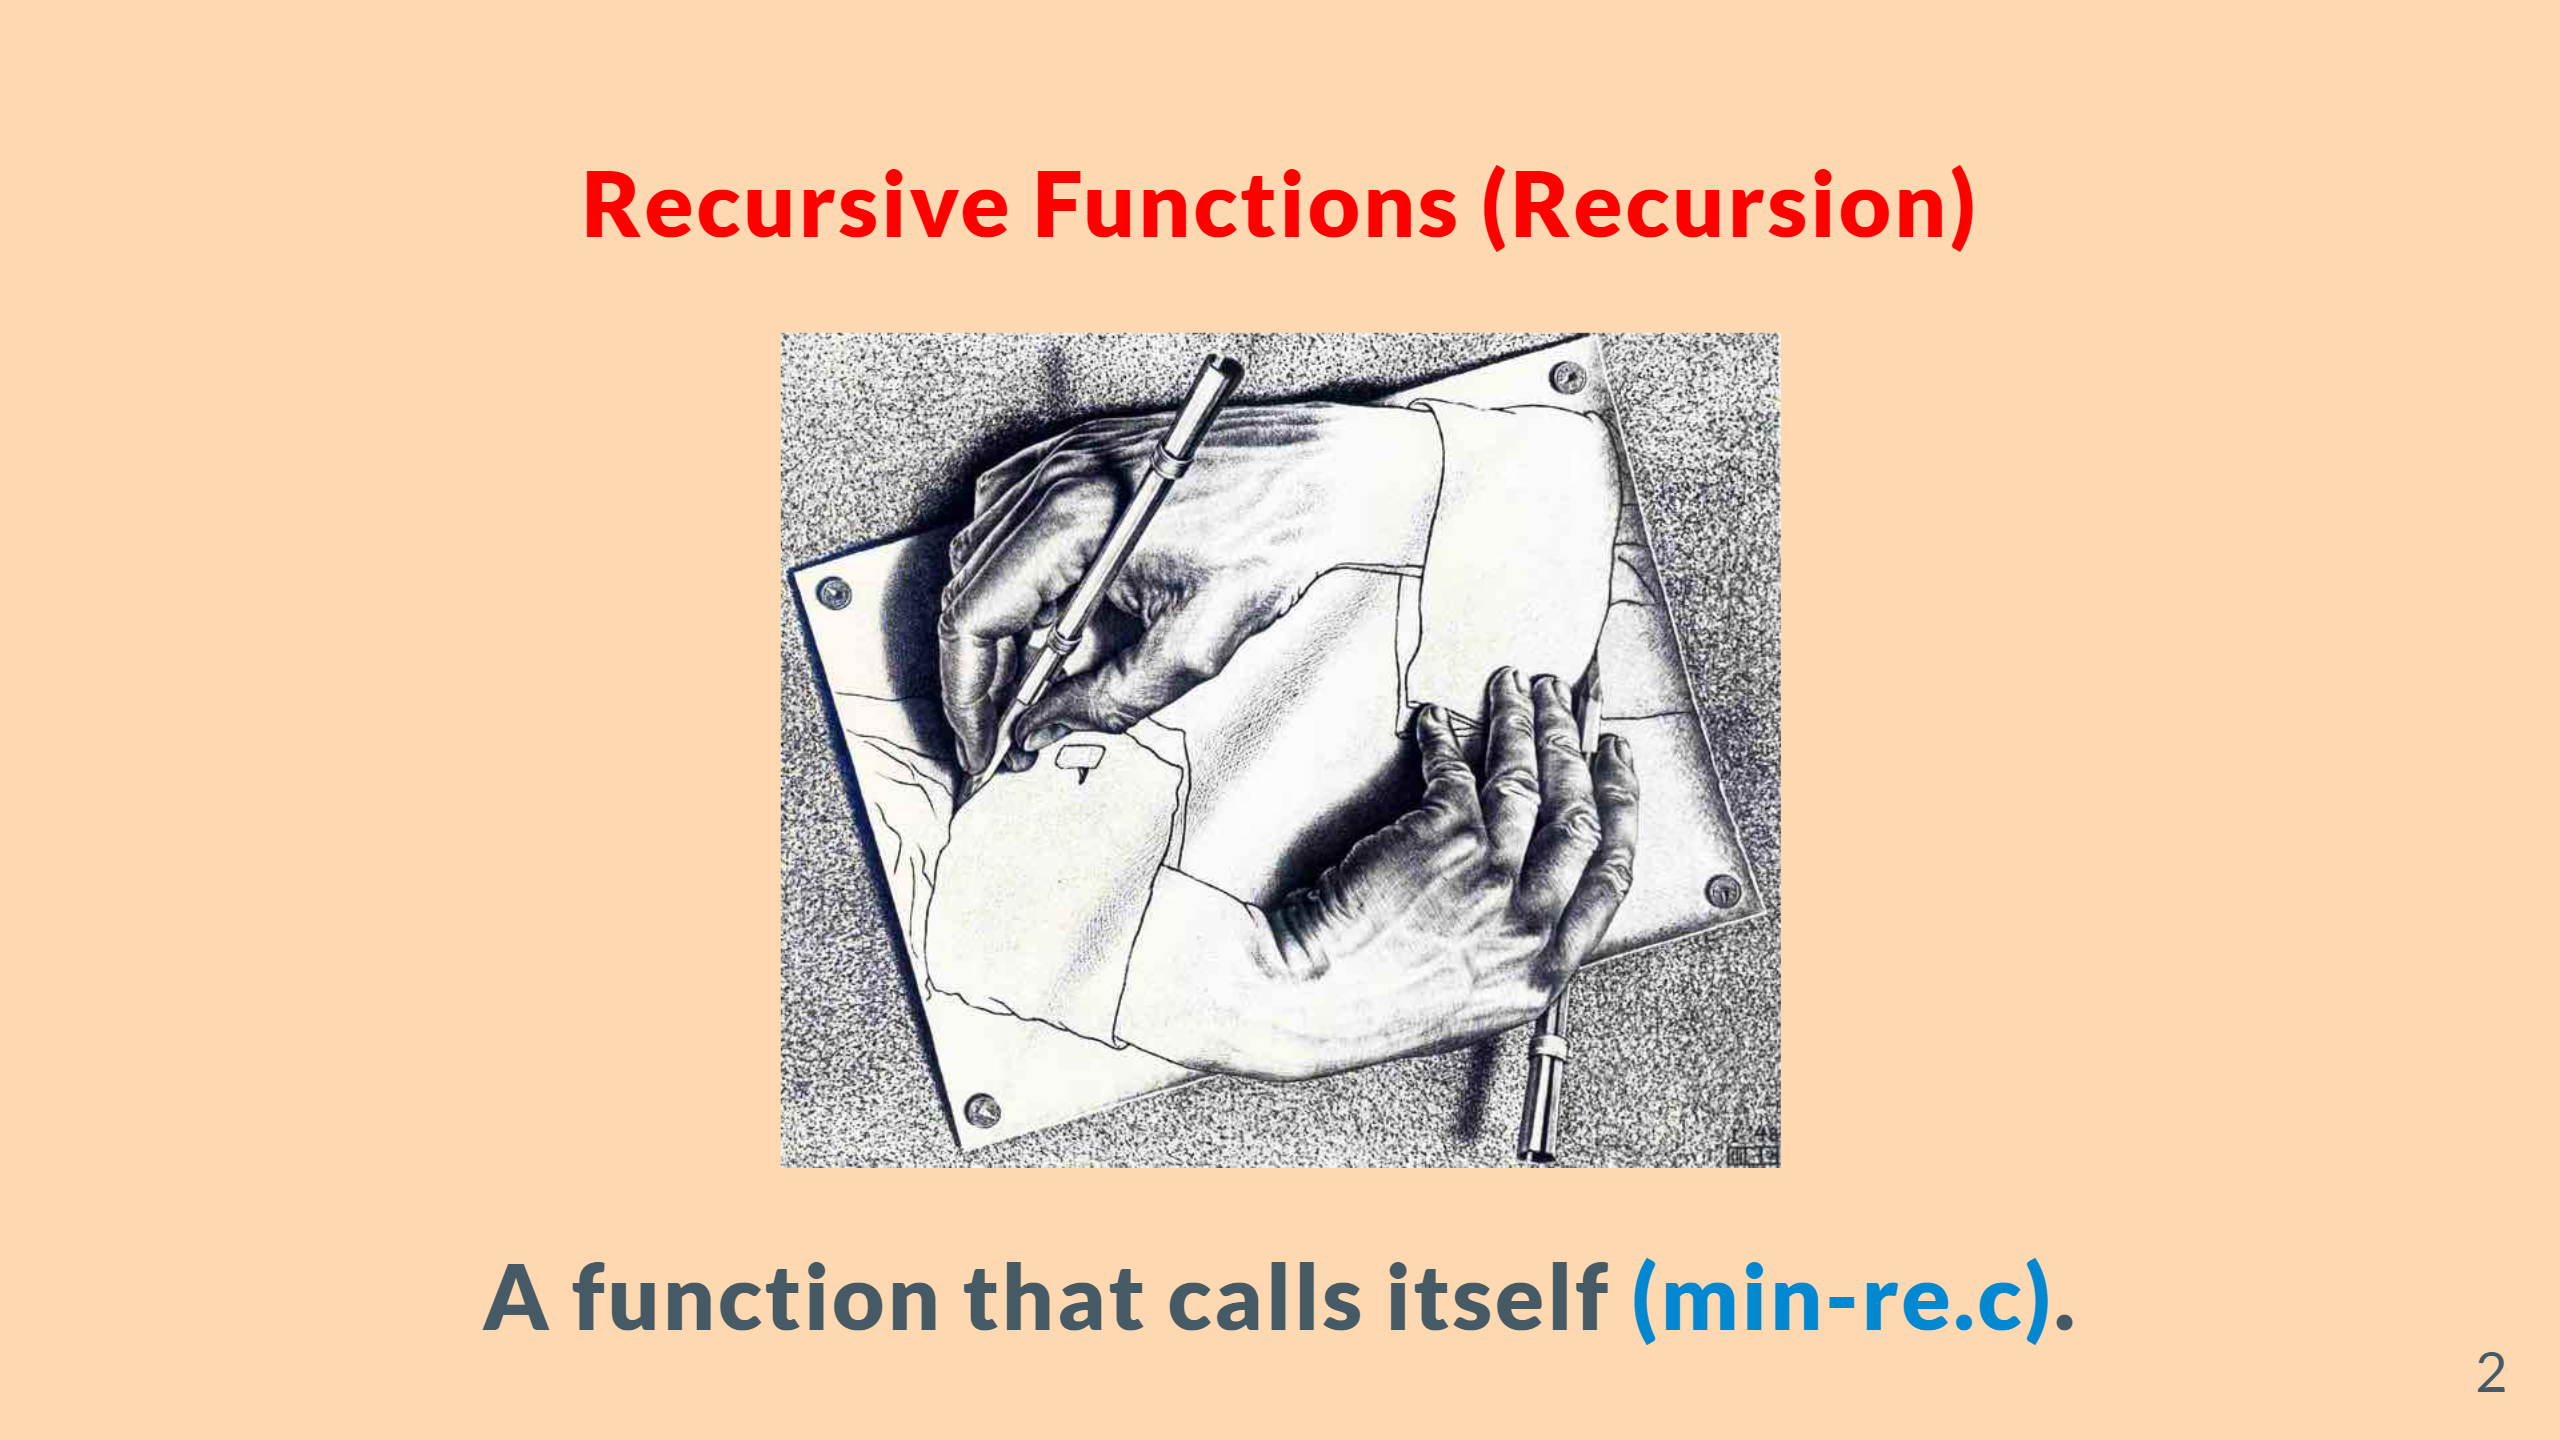 Recursive Functions (Recursion)
A function that calls itself (min-re.c).
2